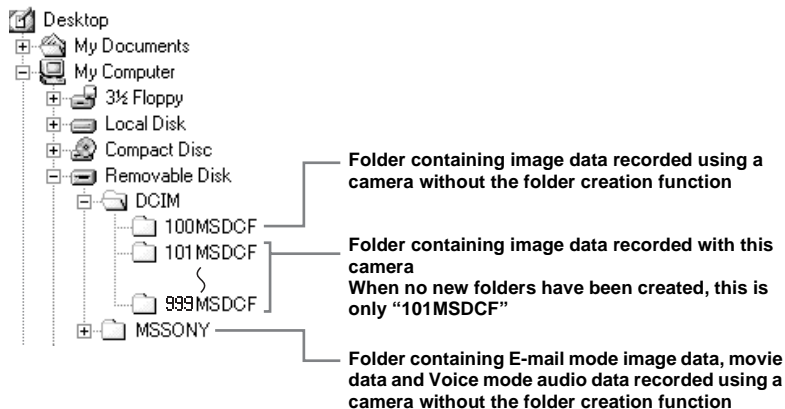 Desktop
My Documents
My Computer
3½ Floppy
Local Disk
Compact Disc
Removable Disk
DCIM
100MSDCF
101MSDCF
999MSDCF
MSSONY
Folder containing image data recorded using a
camera without the folder creation function
Folder containing image data recorded with this
camera
When no new folders have been created, this is
only “101MSDCF”
Folder containing E-mail mode image data, movie
data and Voice mode audio data recorded using a
camera without the folder creation function